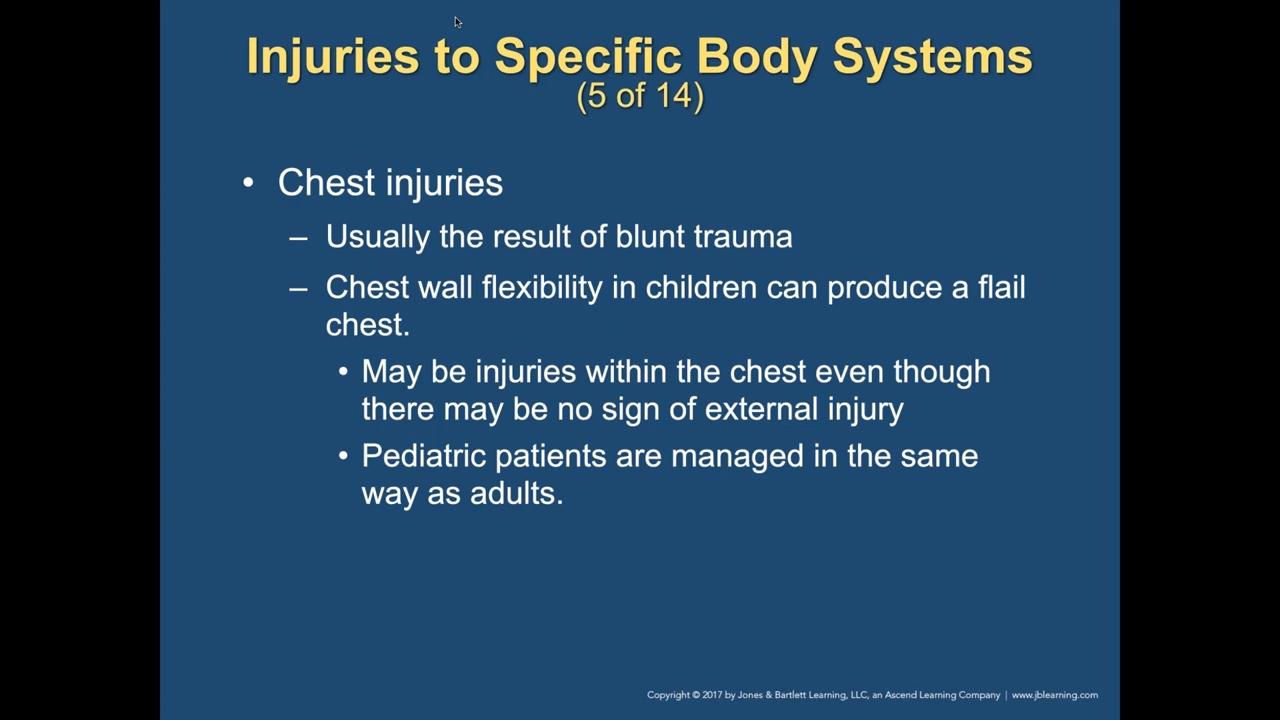 Injuries to Specific Body Systems
(5 of 14)
• Chest injuries
– Usually the result of blunt trauma
– Chest wall flexibility in children can produce a flail
chest.
• May be injuries within the chest even though
there may be no sign of external injury
• Pediatric patients are managed in the same
way as adults.
Copyright © 2017 by Jones & Bartlett Learning, LLC, an Ascend Learning Company | www.jblearning.com